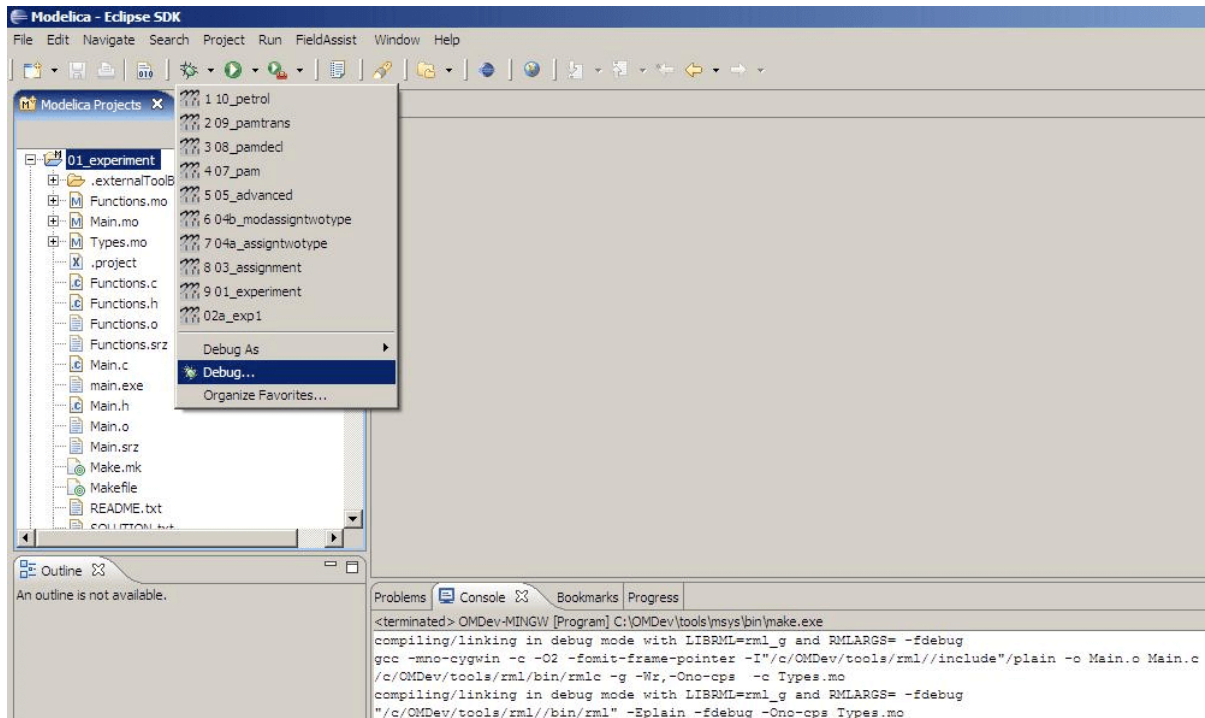 Modelica - Eclipse SDK
File Edit Navigate Search Project Run FieldAssist Window Help
Modelica Projects
01_experiment
.externalToolB
Functions.mo
Main.mo
Types.mo
.project
Functions.c
Functions.h
Functions.o
Functions.srz
Main.c
main.exe
Main.h
Main.o
Main.srz
Make.mk
Makefile
README.txt
SOLUTION.txt
1 10_petrol
2 09_pamtrans
3 08_pamdecl
4 07_pam
5 05_advanced
6 04b_modassigntwotype
7 04a_assigntwotype
8 03_assignment
9 01_experiment
02a_exp1
Debug As
Debug...
Organize Favorites...
Outline
An outline is not available.
Problems Console Bookmarks Progress
<terminated> OMDev-MINGW [Program] C:\OMDev\tools\msys\bin\make.exe
compiling/linking in debug mode with LIBRML=rml_g and RMLARGS= -fdebug
gcc -mno-cygwin -c -O2 -fomit-frame-pointer -I"/c/OMDev/tools/rml//include"/plain -o Main.o Main.c
/c/OMDev/tools/rml/bin/rmlc -g -Wr,-Ono-cps -c Types.mo
compiling/linking in debug mode with LIBRML=rml_g and RMLARGS= -fdebug
"/c/OMDev/tools/rml//bin/rml" -Eplain -fdebug -Ono-cps Types.mo